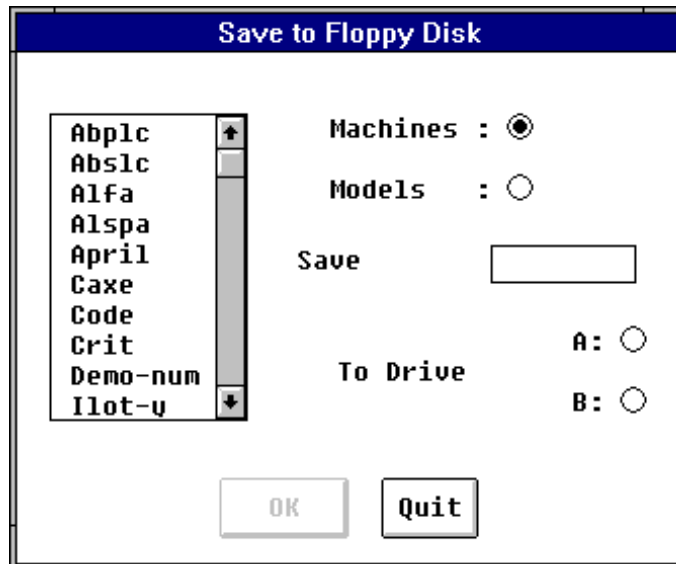 Save to Floppy Disk
Abplc
Abslc
Alfa
Alspa
April
Caxe
Code
Crit
Demo-num
Ilot-v
Machines :
Models :
Save
To Drive
A:
B:
OK
Quit